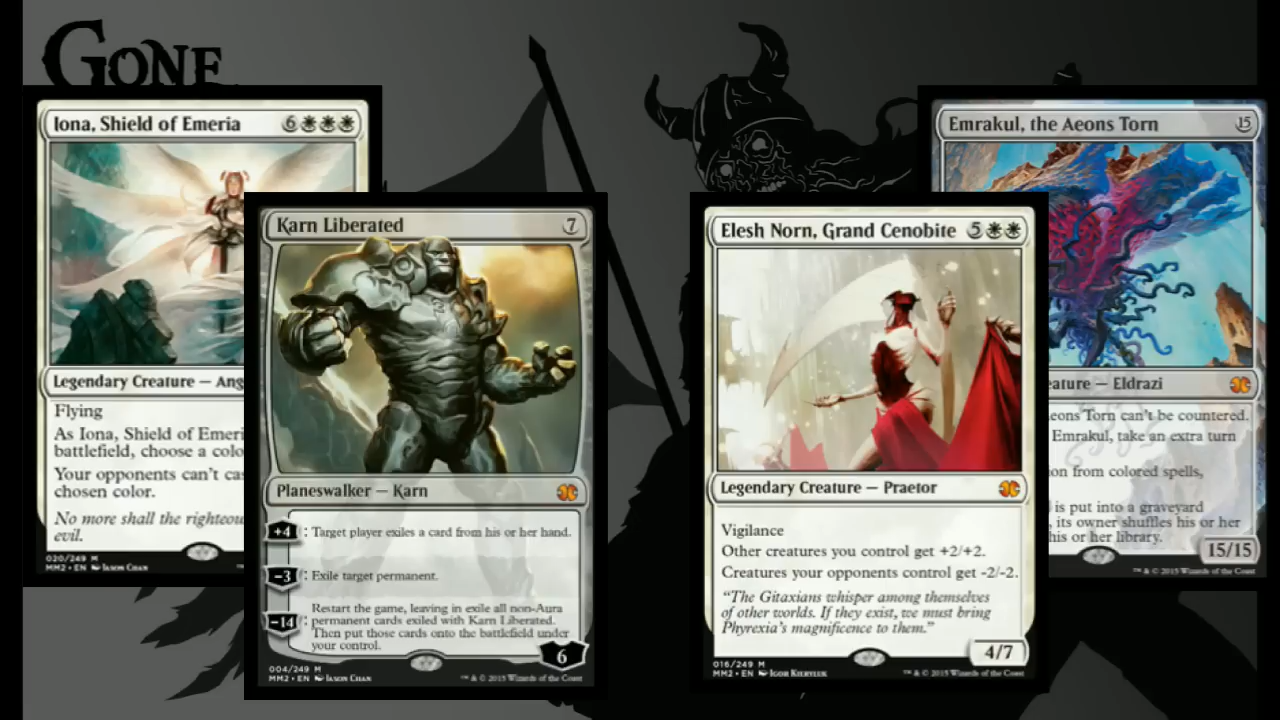 GONE
Iona, Shield of Emeria 6
Legendary Creature — Ang
Flying
As Iona, Shield of Emeri
battlefield, choose a colo
Your opponents can't cas
chosen color.
No more shall the righteou
evil.
020/249 M
MM2 • EN Jason Chan
Karn Liberated 7
Planeswalker — Karn
+4 : Target player exiles a card from his or her hand.
-3 : Exile target permanent.
Restart the game, leaving in exile all non-Aura
-14 : permanent cards exiled with Karn Liberated.
Then put those cards onto the battlefield under
your control.
6
004/249 M
MM2 • EN Jason Chan ™ & © 2015 Wizards of the Coast
Elesh Norn, Grand Cenobite 5
Legendary Creature — Praetor
Vigilance
Other creatures you control get +2/+2.
Creatures your opponents control get -2/-2.
"The Gitaxians whisper among themselves
of other worlds. If they exist, we must bring
Phyrexia's magnificence to them."
4/7
016/249 M
MM2 • EN Igor Kieryluk ™ & © 2015 Wizards of the Coast
Emrakul, the Aeons Torn 15
eature — Eldrazi
eons Torn can't be countered.
Emrakul, take an extra turn
on from colored spells,
is put into a graveyard
, its owner shuffles his or her
his or her library.
15/15
™ & © 2015 Wizards of the Coast